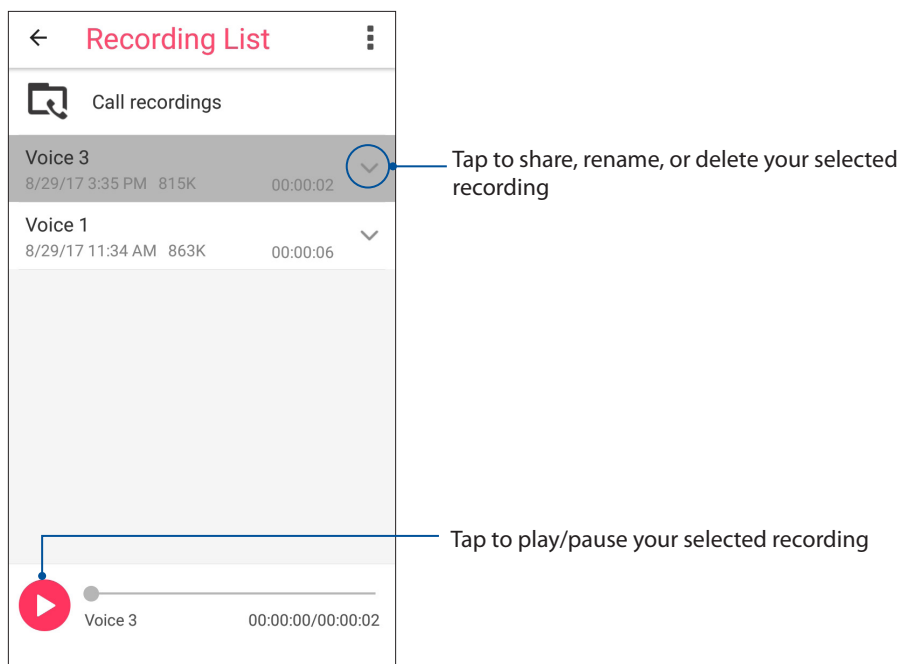 Recording List
Call recordings
Voice 3
8/29/17 3:35 PM 815K 00:00:02
Tap to share, rename, or delete your selected
recording
Voice 1
8/29/17 11:34 AM 863K 00:00:06
Tap to play/pause your selected recording
Voice 3 00:00:00/00:00:02